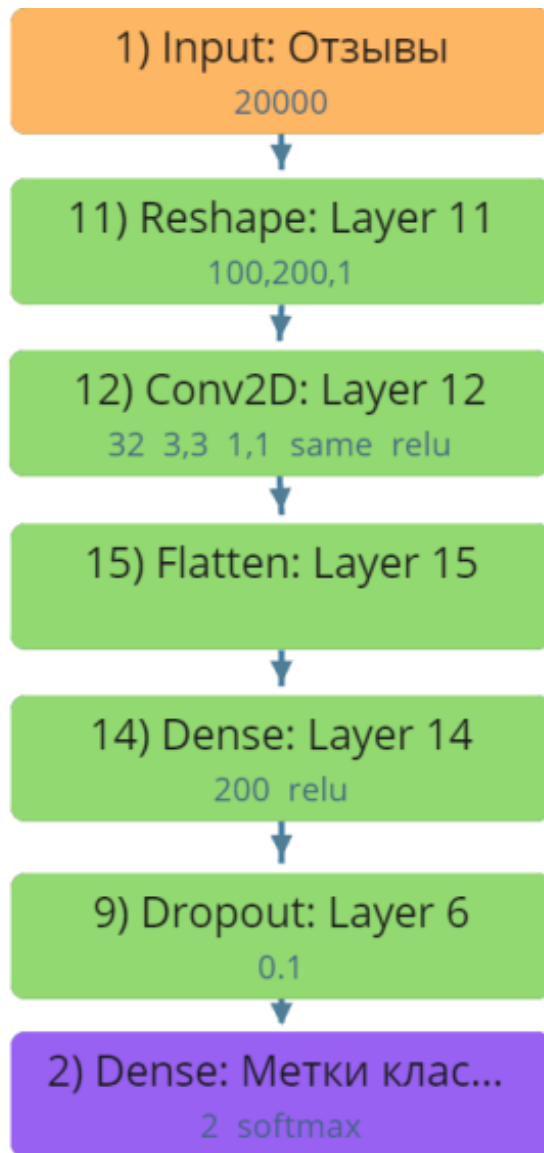 1) Input: Отзывы
20000
11) Reshape: Layer 11
100,200,1
12) Conv2D: Layer 12
32 3,3 1,1 same relu
15) Flatten: Layer 15
14) Dense: Layer 14
200 relu
9) Dropout: Layer 6
0.1
2) Dense: Метки клас...
2 softmax